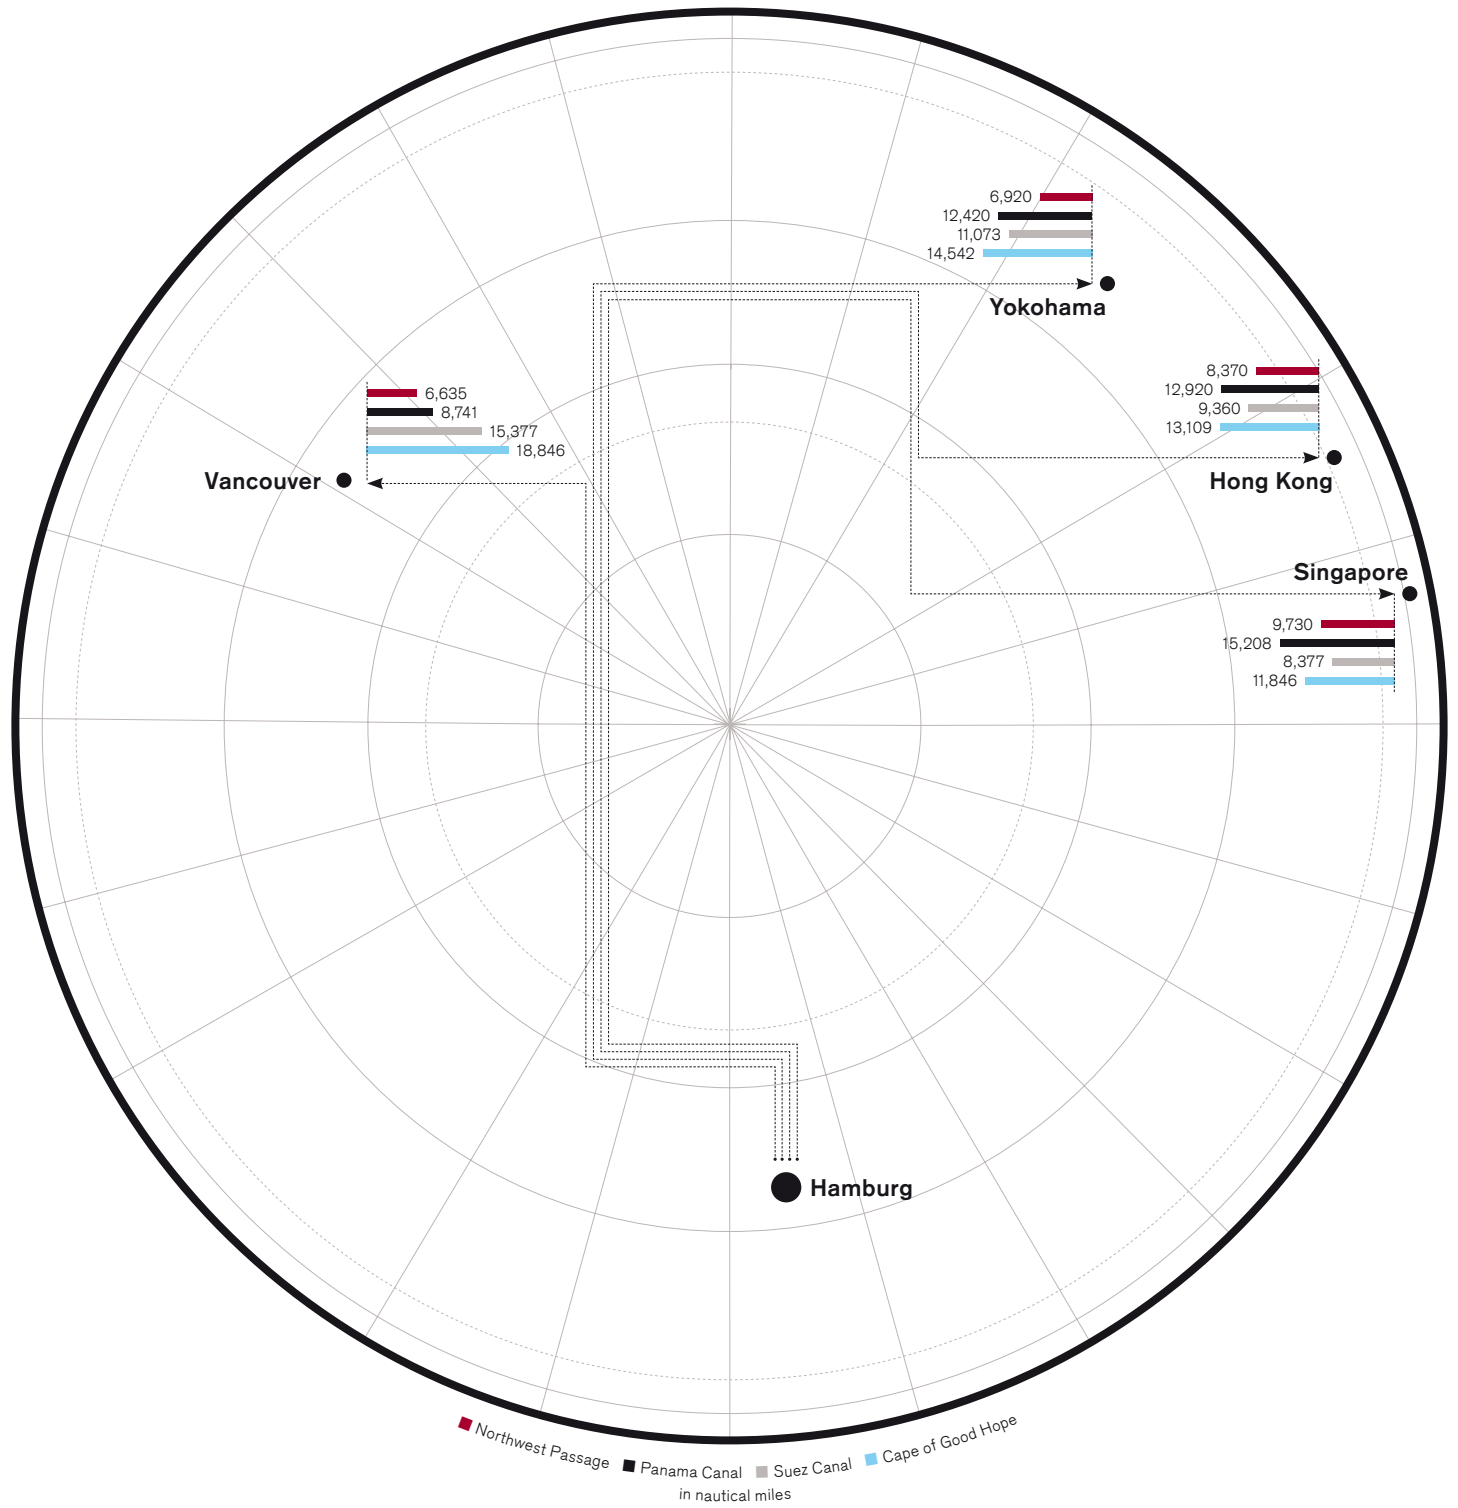 6,920
12,420
11,073
14,542
Yokohama
8,370
12,920
9,360
13,109
Hong Kong
6,635
8,741
15,377
18,846
Vancouver
Singapore
9,730
15,208
8,377
11,846
Hamburg
Northwest Passage
Panama Canal
Suez Canal
Cape of Good Hope
in nautical miles